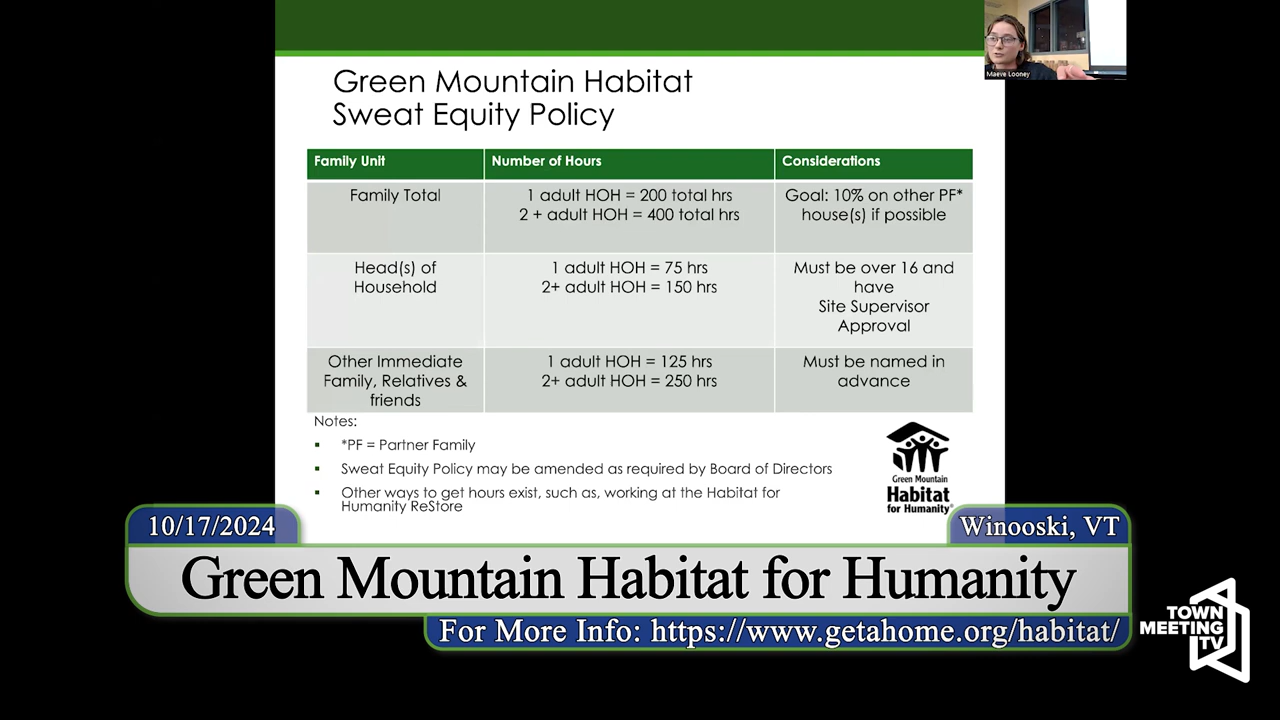 Maeve Looney
Green Mountain Habitat
Sweat Equity Policy
Family Unit
Number of Hours
Considerations
Family Total
1 adult HOH = 200 total hrs
2 + adult HOH = 400 total hrs
Goal: 10% on other PF*
house(s) if possible
Head(s) of
Household
1 adult HOH = 75 hrs
2+ adult HOH = 150 hrs
Must be over 16 and
have
Site Supervisor
Approval
Other Immediate
Family, Relatives &
friends
1 adult HOH = 125 hrs
2+ adult HOH = 250 hrs
Must be named in
advance
Notes:
▪ *PF = Partner Family
▪ Sweat Equity Policy may be amended as required by Board of Directors
▪ Other ways to get hours exist, such as, working at the Habitat for
Humanity ReStore
Green Mountain
Habitat
for Humanity®
10/17/2024
Winooski, VT
Green Mountain Habitat for Humanity
For More Info: https://www.getahome.org/habitat/
TOWN
MEETING
TV